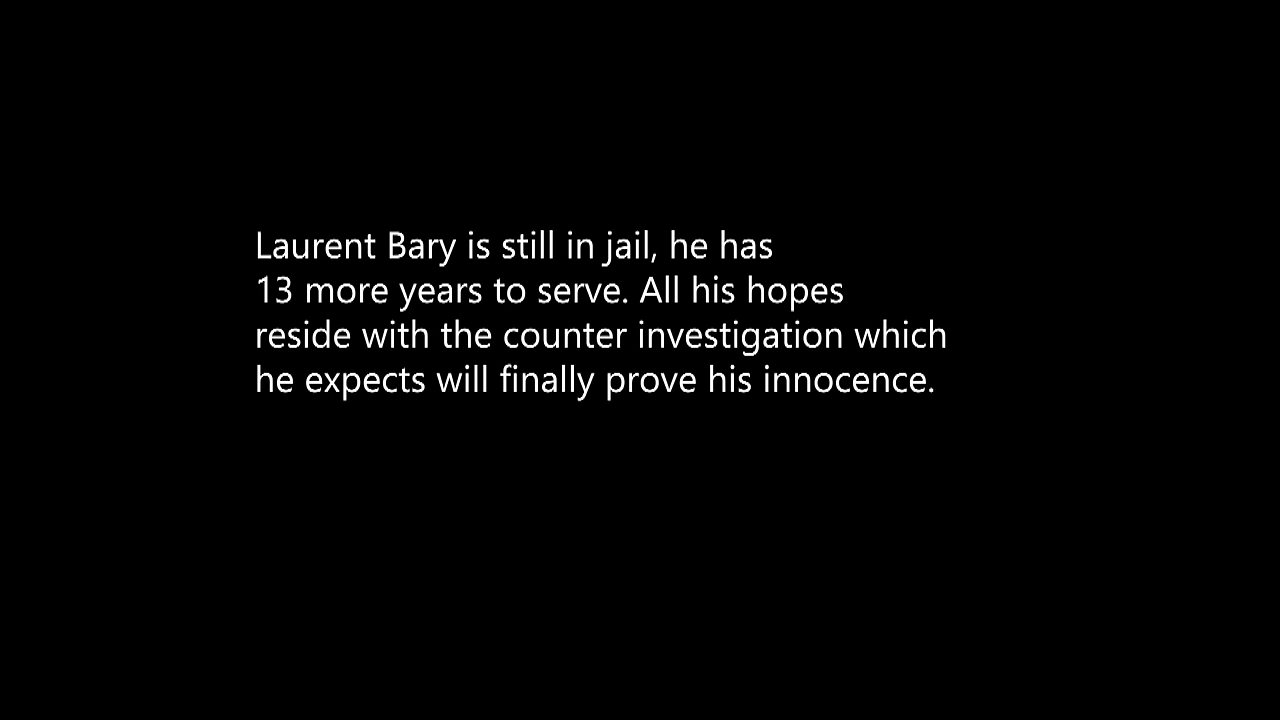 Laurent Bary is still in jail, he has
13 more years to serve. All his hopes
reside with the counter investigation which
he expects will finally prove his innocence.